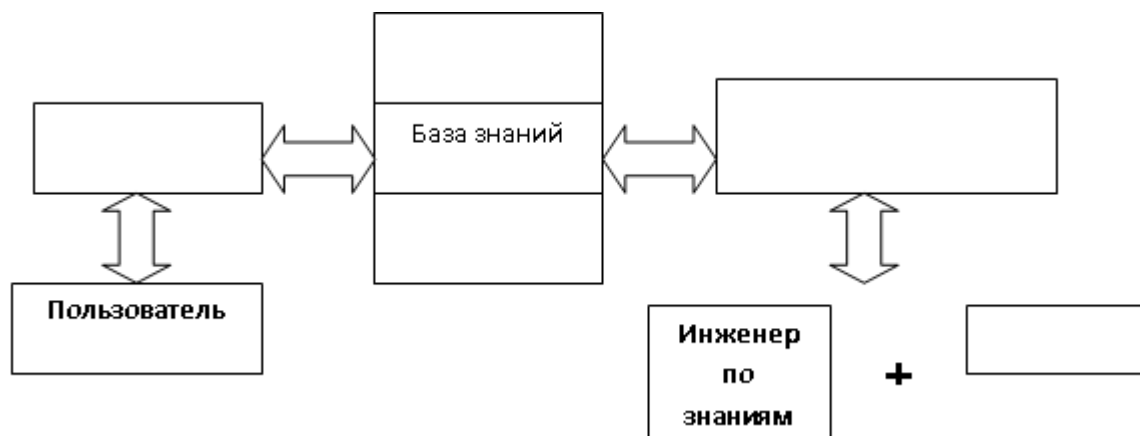 База знаний
Пользователь
Инженер
по
знаниям
+